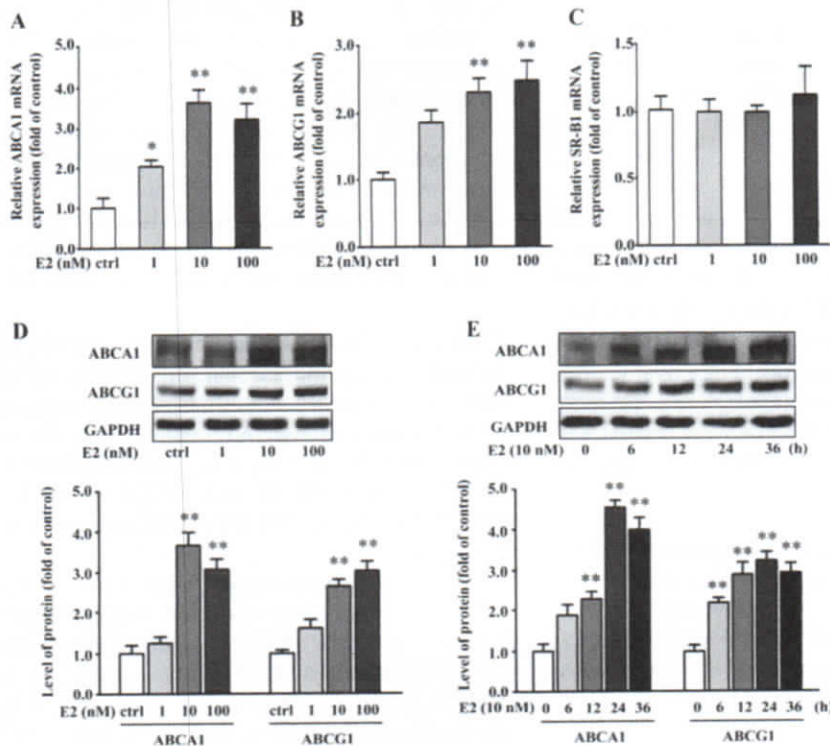 A
Relative ABCA1 mRNA
expression (fold of control)
5.0
4.0
3.0
2.0
1.0
0.0
*
**
**
E2 (nM) ctrl 1 10 100
B
Relative ABCG1 mRNA
expression (fold of control)
3.0
2.0
1.0
0.0
**
**
E2 (nM) ctrl 1 10 100
C
Relative SR-B1 mRNA
expression (fold of control)
1.5
1.0
0.5
0.0
E2 (nM) ctrl 1 10 100
D
ABCA1
ABCG1
GAPDH
E2 (nM) ctrl 1 10 100
Level of protein (fold of control)
5.0
4.0
3.0
2.0
1.0
0.0
**
**
**
**
E2 (nM) ctrl 1 10 100 ctrl 1 10 100
ABCA1 ABCG1
E
ABCA1
ABCG1
GAPDH
E2 (10 nM) 0 6 12 24 36 (h)
Level of protein (fold of control)
5.0
4.0
3.0
2.0
1.0
0.0
**
**
**
**
**
**
**
E2 (10 nM) 0 6 12 24 36 0 6 12 24 36 (h)
ABCA1 ABCG1